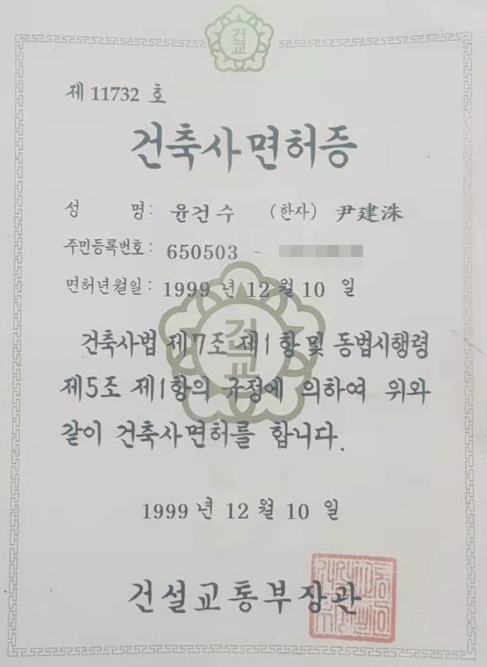 건교
제 11732 호
건축사면허증
성 명: 윤건수 (한자) 尹建洙
주민등록번호: 650503 -
면허년월일: 1999 년 12 월 10 일
건교
건축사법 제7조 제1항 및 동법시행령
제5조 제1항의 규정에 의하여 위와
같이 건축사면허를 합니다.
1999 년 12 월 10 일
건설교통부장관